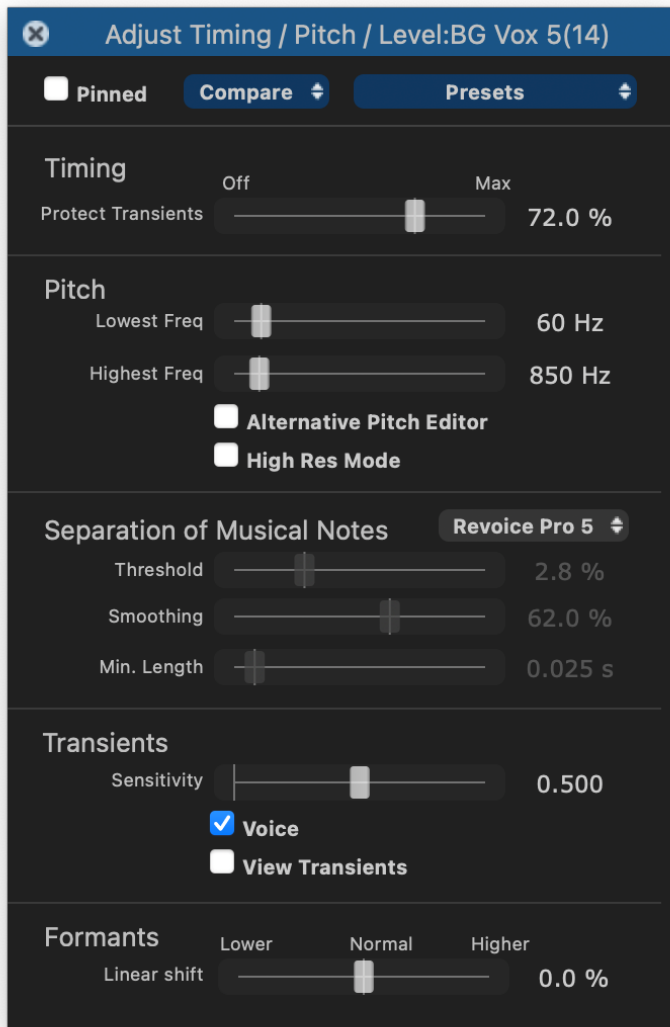 Adjust Timing / Pitch / Level:BG Vox 5(14)
Pinned Compare Presets
Timing
Off Max
Protect Transients 72.0 %
Pitch
Lowest Freq 60 Hz
Highest Freq 850 Hz
Alternative Pitch Editor
High Res Mode
Separation of Musical Notes Revoice Pro 5
Threshold 2.8 %
Smoothing 62.0 %
Min. Length 0.025 s
Transients
Sensitivity 0.500
Voice
View Transients
Formants
Lower Normal Higher
Linear shift 0.0 %